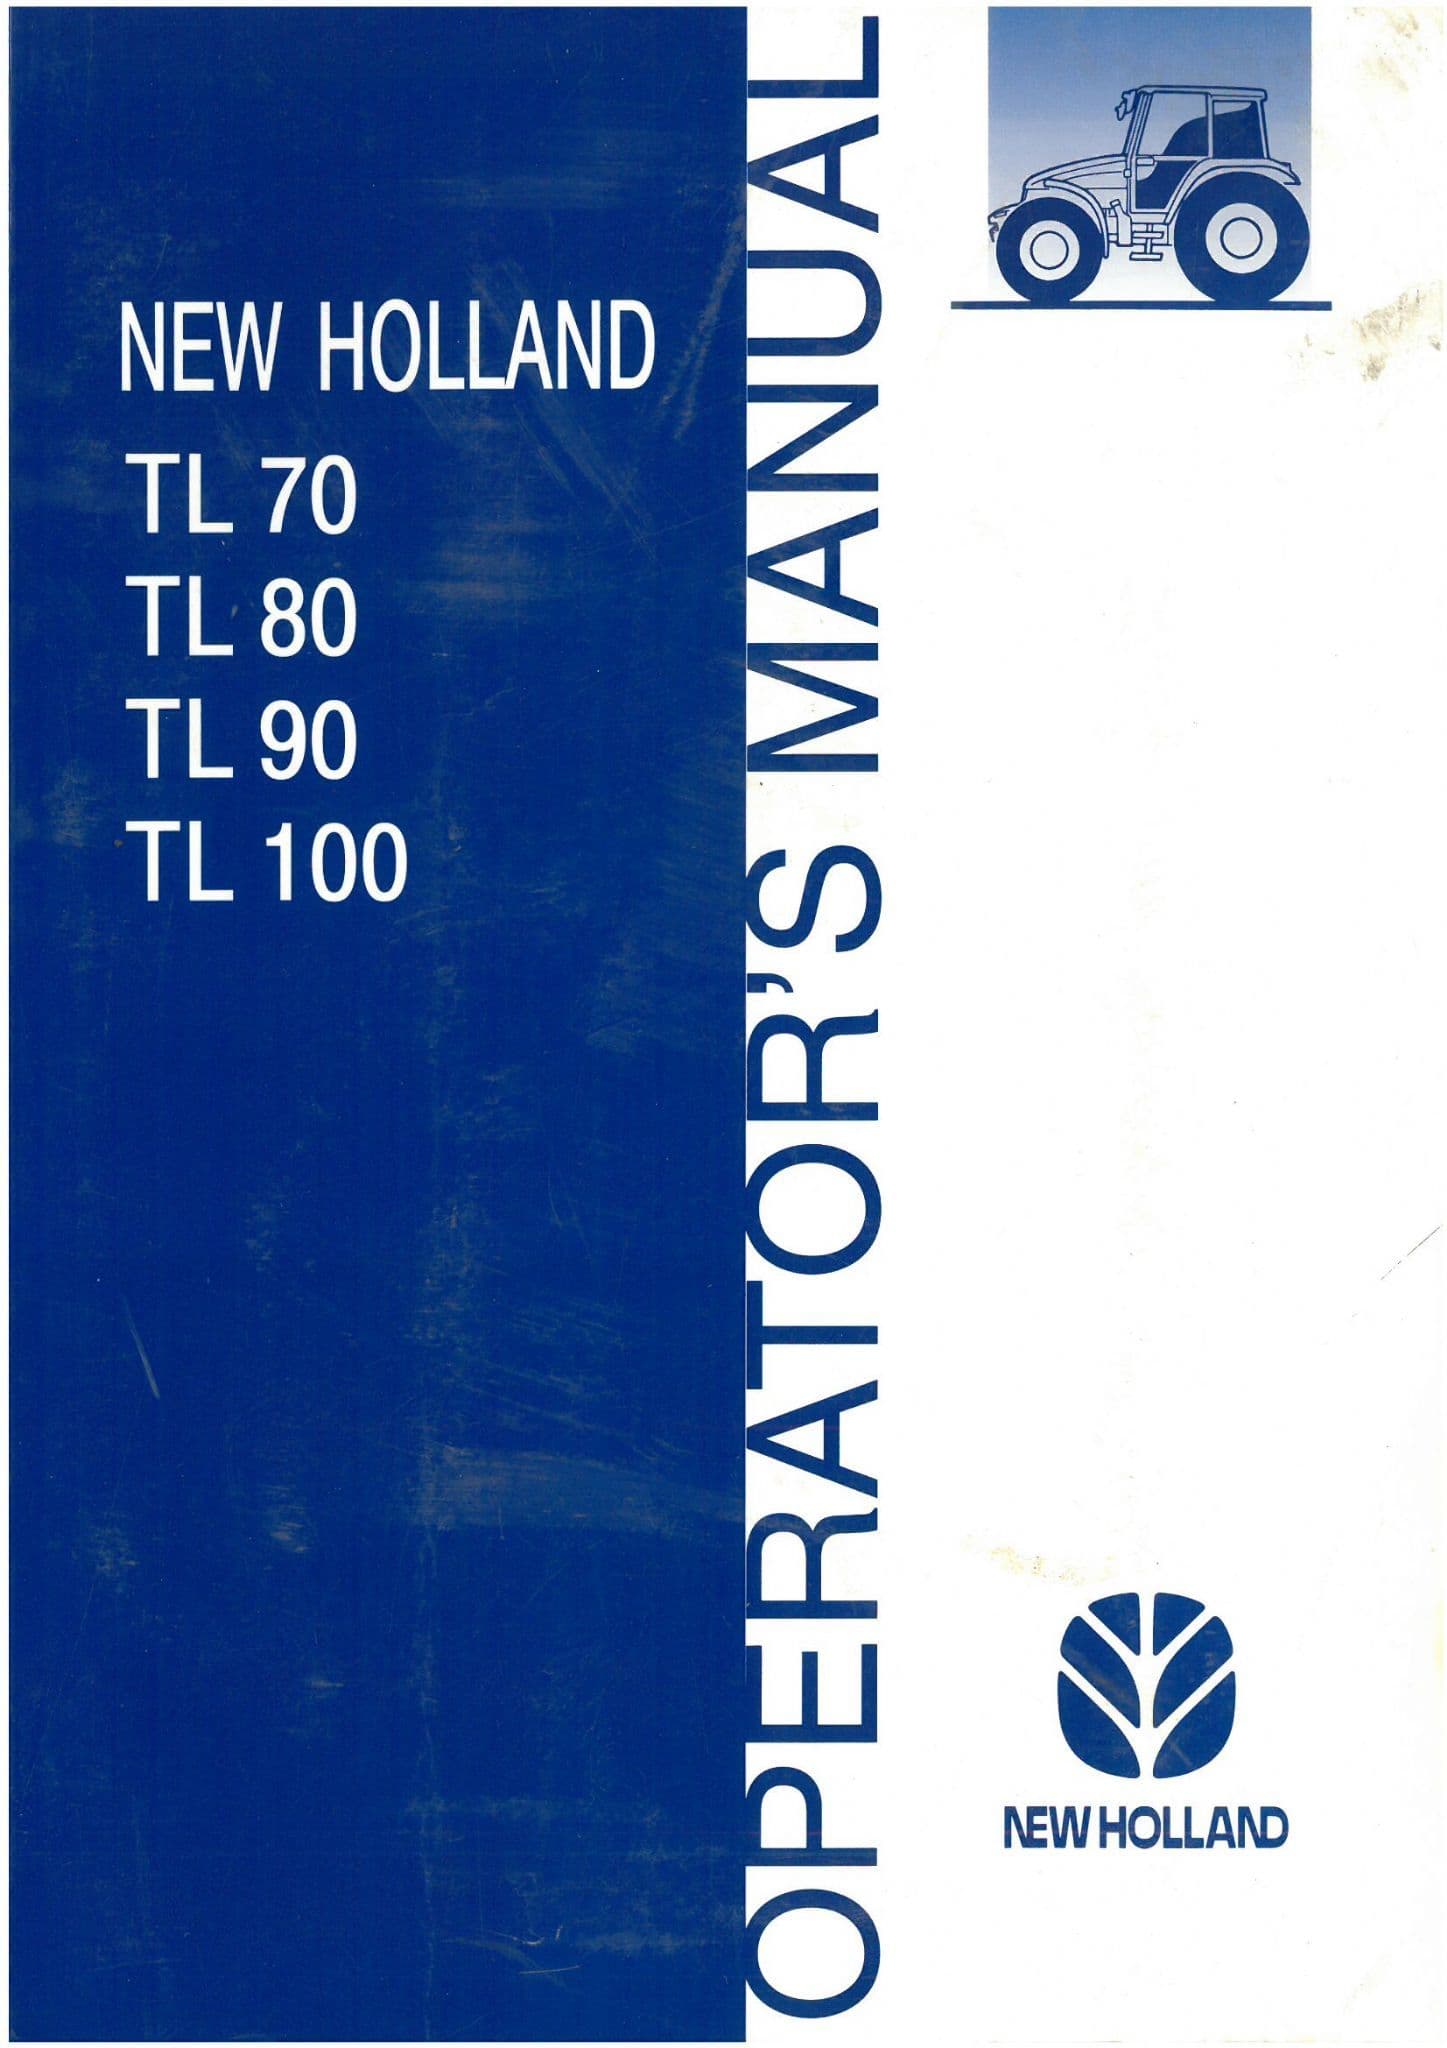 NEW HOLLAND
TL 70
TL 80
TL 90
TL 100
OPERATOR'S MANUAL
NEW HOLLAND